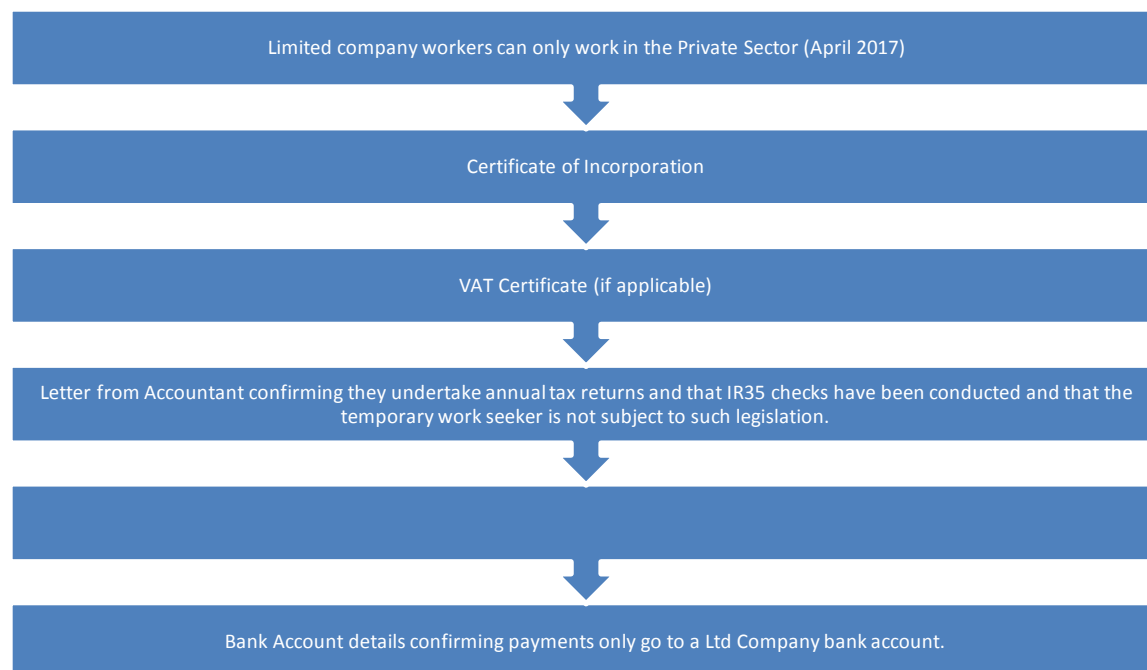 Limited company workers can only work in the Private Sector (April 2017)
Certificate of Incorporation
VAT Certificate (if applicable)
Letter from Accountant confirming they undertake annual tax returns and that IR35 checks have been conducted and that the
temporary work seeker is not subject to such legislation.
Bank Account details confirming payments only go to a Ltd Company bank account.